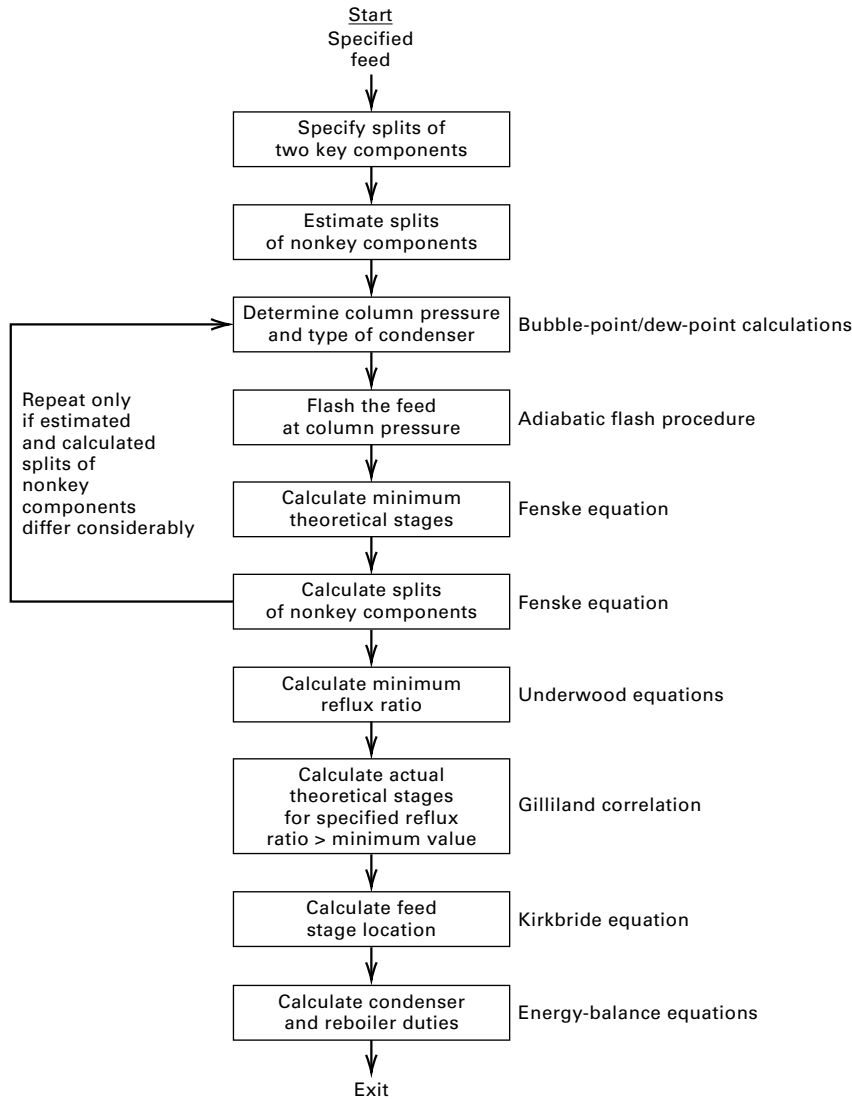 Start
Specified
feed
Specify splits of
two key components
Estimate splits
of nonkey components
Determine column pressure
and type of condenser
Bubble-point/dew-point calculations
Repeat only
if estimated
and calculated
splits of
nonkey
components
differ considerably
Flash the feed
at column pressure
Adiabatic flash procedure
Calculate minimum
theoretical stages
Fenske equation
Calculate splits
of nonkey components
Fenske equation
Calculate minimum
reflux ratio
Underwood equations
Calculate actual
theoretical stages
for specified reflux
ratio > minimum value
Gilliland correlation
Calculate feed
stage location
Kirkbride equation
Calculate condenser
and reboiler duties
Energy-balance equations
Exit